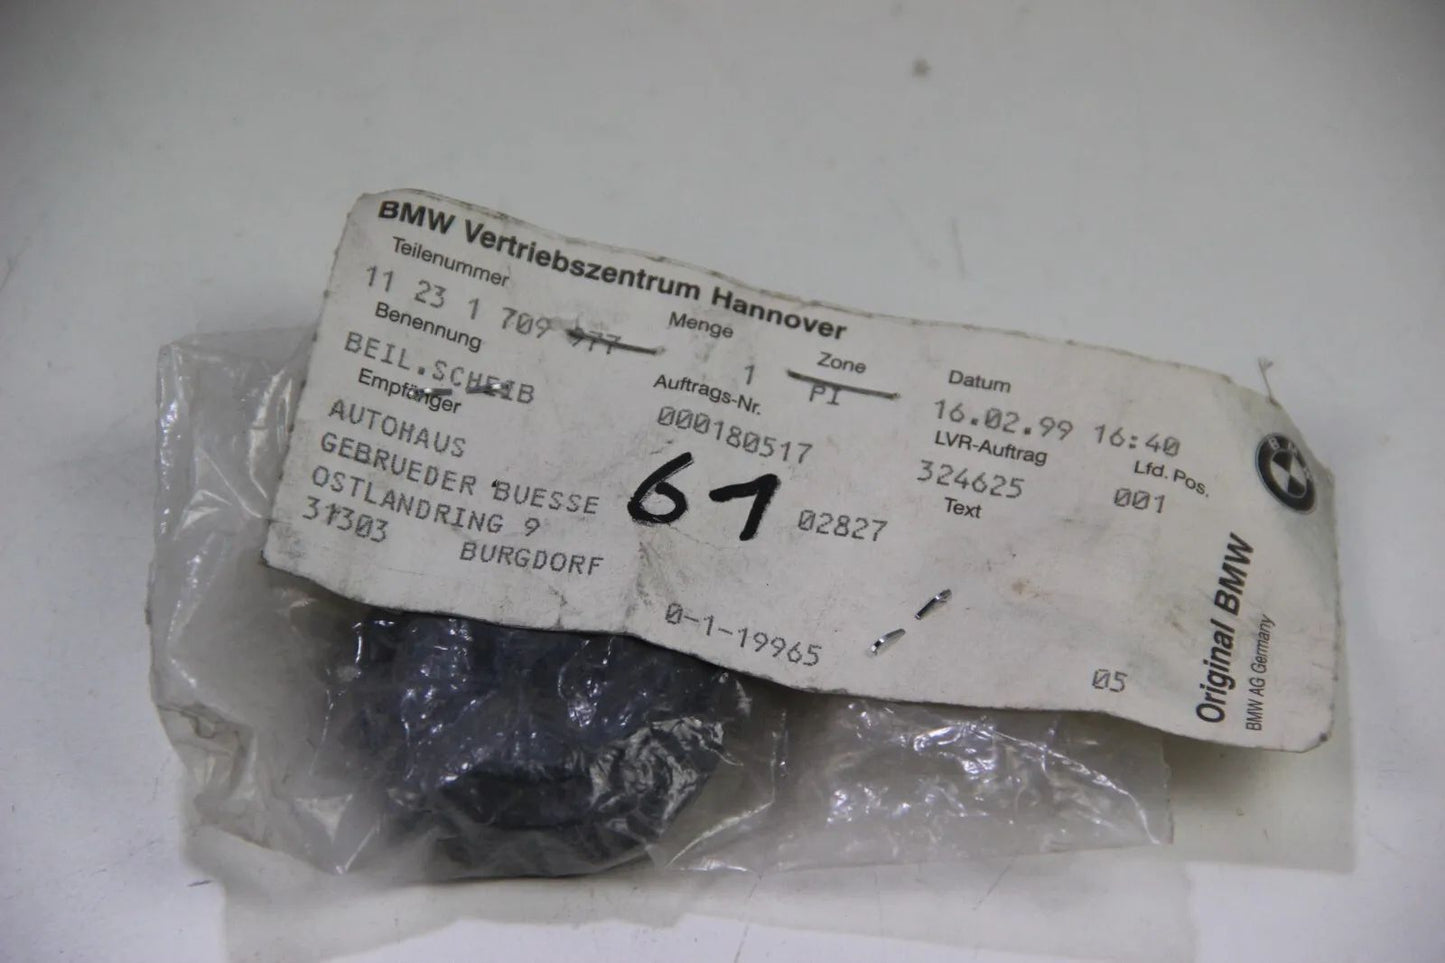 BMW Vertriebszentrum Hannover
Teilenummer Menge Zone Datum
11 23 1 709 977 1 PI 16.02.99 16:40
Benennung Auftrags-Nr. LVR-Auftrag Lfd. Pos.
BEIL.SCHEIB 000180517 324625 001
Empfänger Text
AUTOHAUS
GEBRUEDER BUESSE 61 02827
OSTLANDRING 9
31303 BURGDORF
0-1-19965 05
Original BMW
BMW AG Germany
BMW